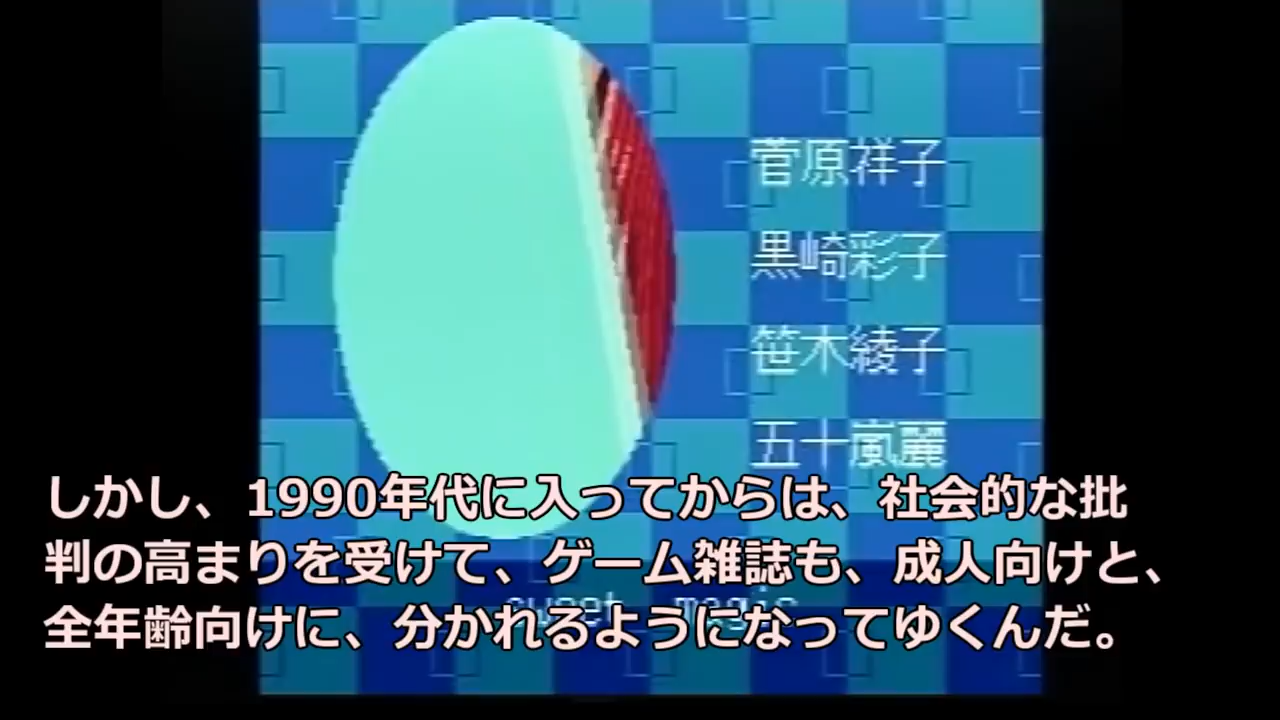 菅原祥子
黒崎彩子
笹木綾子
五十嵐麗
しかし、1990年代に入ってからは、社会的な批
判の高まりを受けて、ゲーム雑誌も、成人向けと、
sweet magic
全年齢向けに、分かれるようになってゆくんだ。